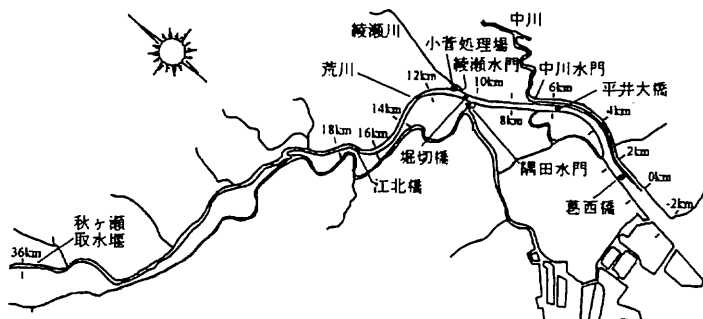 中川
綾瀬川
小菅処理場
綾瀬水門
荒川
12km
10km
中川水門
6km
平井大橋
14km
8km
4km
18km
16km
堀切橋
2km
隅田水門
0km
江北橋
葛西橋
-2km
秋ヶ瀬
取水堰
36km